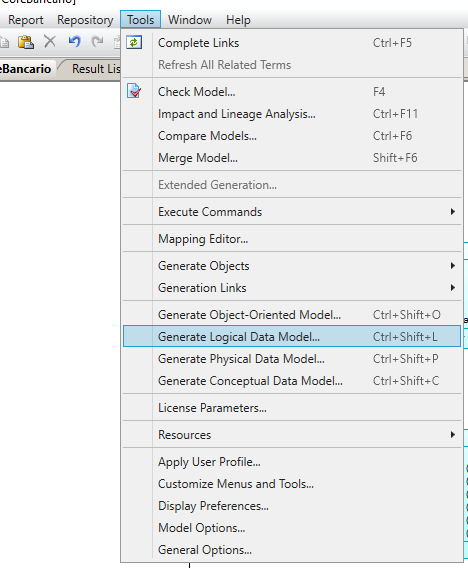 CoreBancario]
Report Repository Tools Window Help
eBancario Result Lis
Complete Links Ctrl+F5
Refresh All Related Terms
Check Model... F4
Impact and Lineage Analysis... Ctrl+F11
Compare Models... Ctrl+F6
Merge Model... Shift+F6
Extended Generation...
Execute Commands
Mapping Editor...
Generate Objects
Generation Links
Generate Object-Oriented Model... Ctrl+Shift+O
Generate Logical Data Model... Ctrl+Shift+L
Generate Physical Data Model... Ctrl+Shift+P
Generate Conceptual Data Model... Ctrl+Shift+C
License Parameters...
Resources
Apply User Profile...
Customize Menus and Tools...
Display Preferences...
Model Options...
General Options...